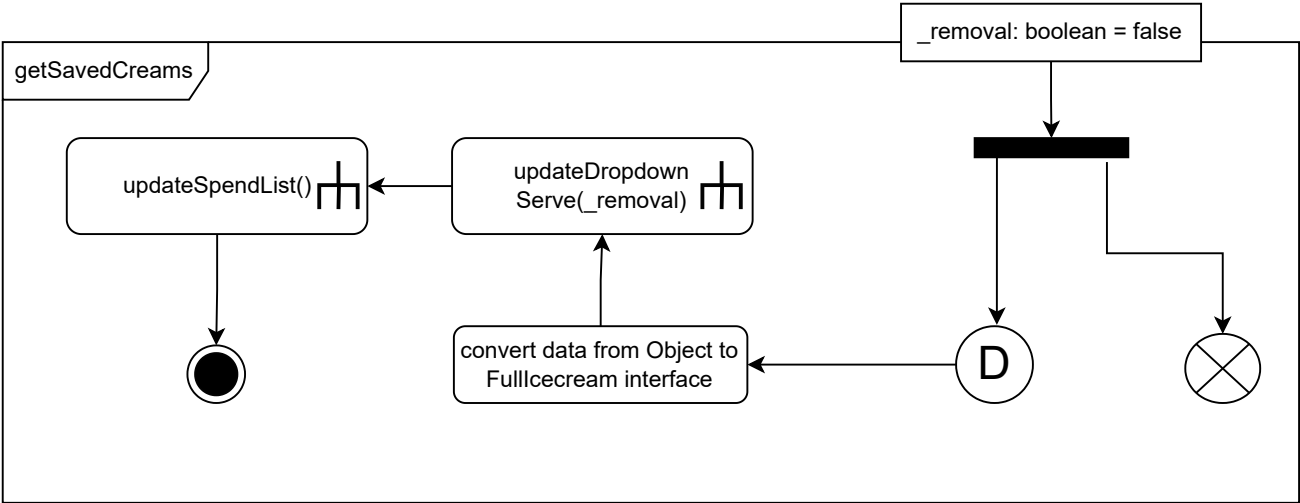 _removal: boolean = false
getSavedCreams
updateSpendList()
updateDropdown
Serve(_removal)
convert data from Object to
FullIcecream interface
D